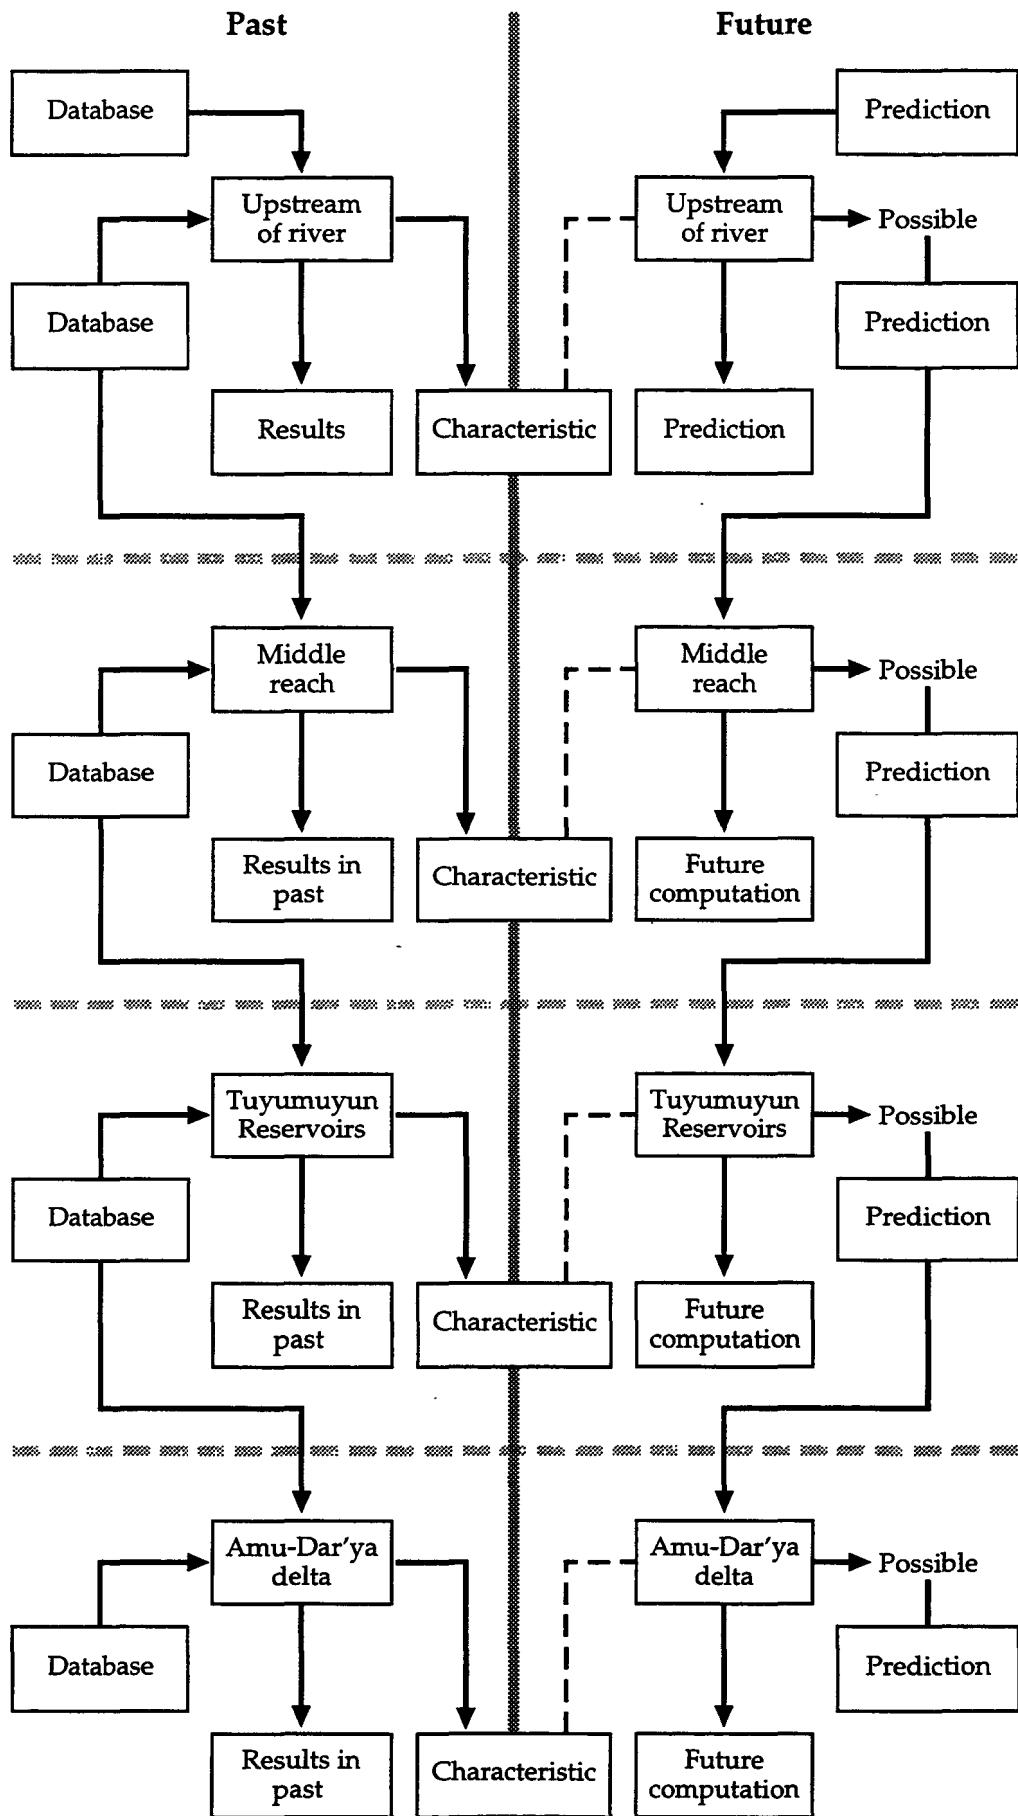 Past
Future
Database
Prediction
Upstream
of river
Upstream
of river
Possible
Database
Prediction
Results
Characteristic
Prediction
Middle
reach
Middle
reach
Possible
Database
Prediction
Results in
past
Characteristic
Future
computation
Tuyumuyun
Reservoirs
Tuyumuyun
Reservoirs
Possible
Database
Prediction
Results in
past
Characteristic
Future
computation
Amu-Dar'ya
delta
Amu-Dar'ya
delta
Possible
Database
Prediction
Results in
past
Characteristic
Future
computation